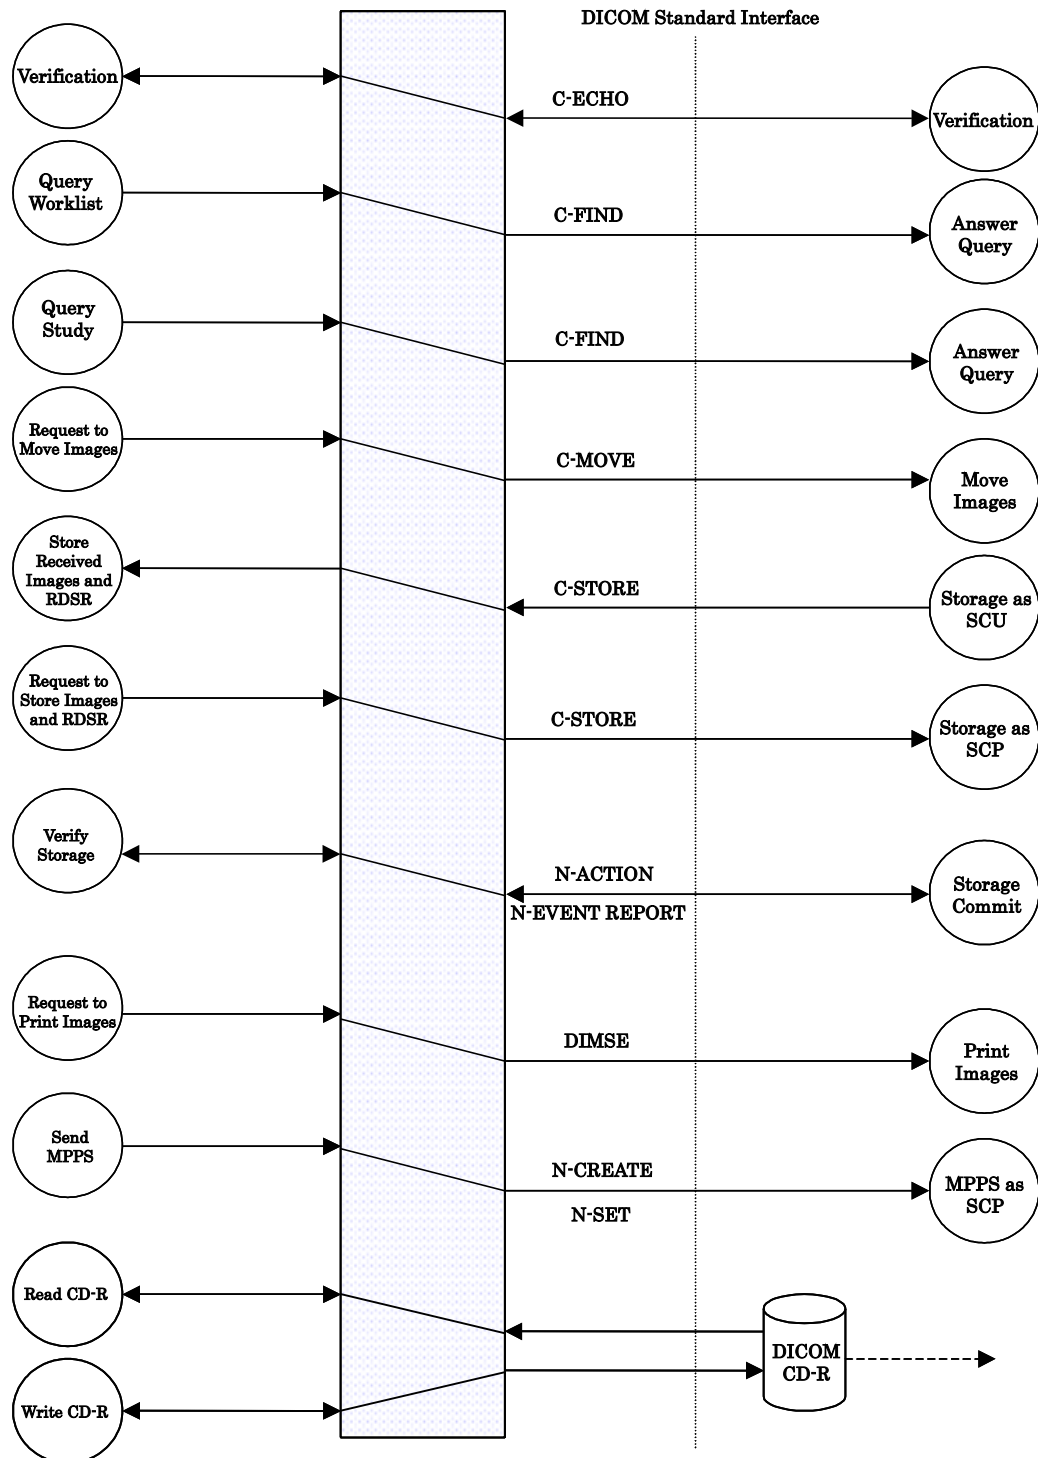 DICOM Standard Interface
Verification
C-ECHO
Verification
Query
Worklist
C-FIND
Answer
Query
Query
Study
C-FIND
Answer
Query
Request to
Move Images
C-MOVE
Move
Images
Store
Received
Images and
RDSR
C-STORE
Storage as
SCU
Request to
Store Images
and RDSR
C-STORE
Storage as
SCP
Verify
Storage
N-ACTION
N-EVENT REPORT
Storage
Commit
Request to
Print Images
DIMSE
Print
Images
Send
MPPS
N-CREATE
N-SET
MPPS as
SCP
Read CD-R
DICOM
CD-R
Write CD-R